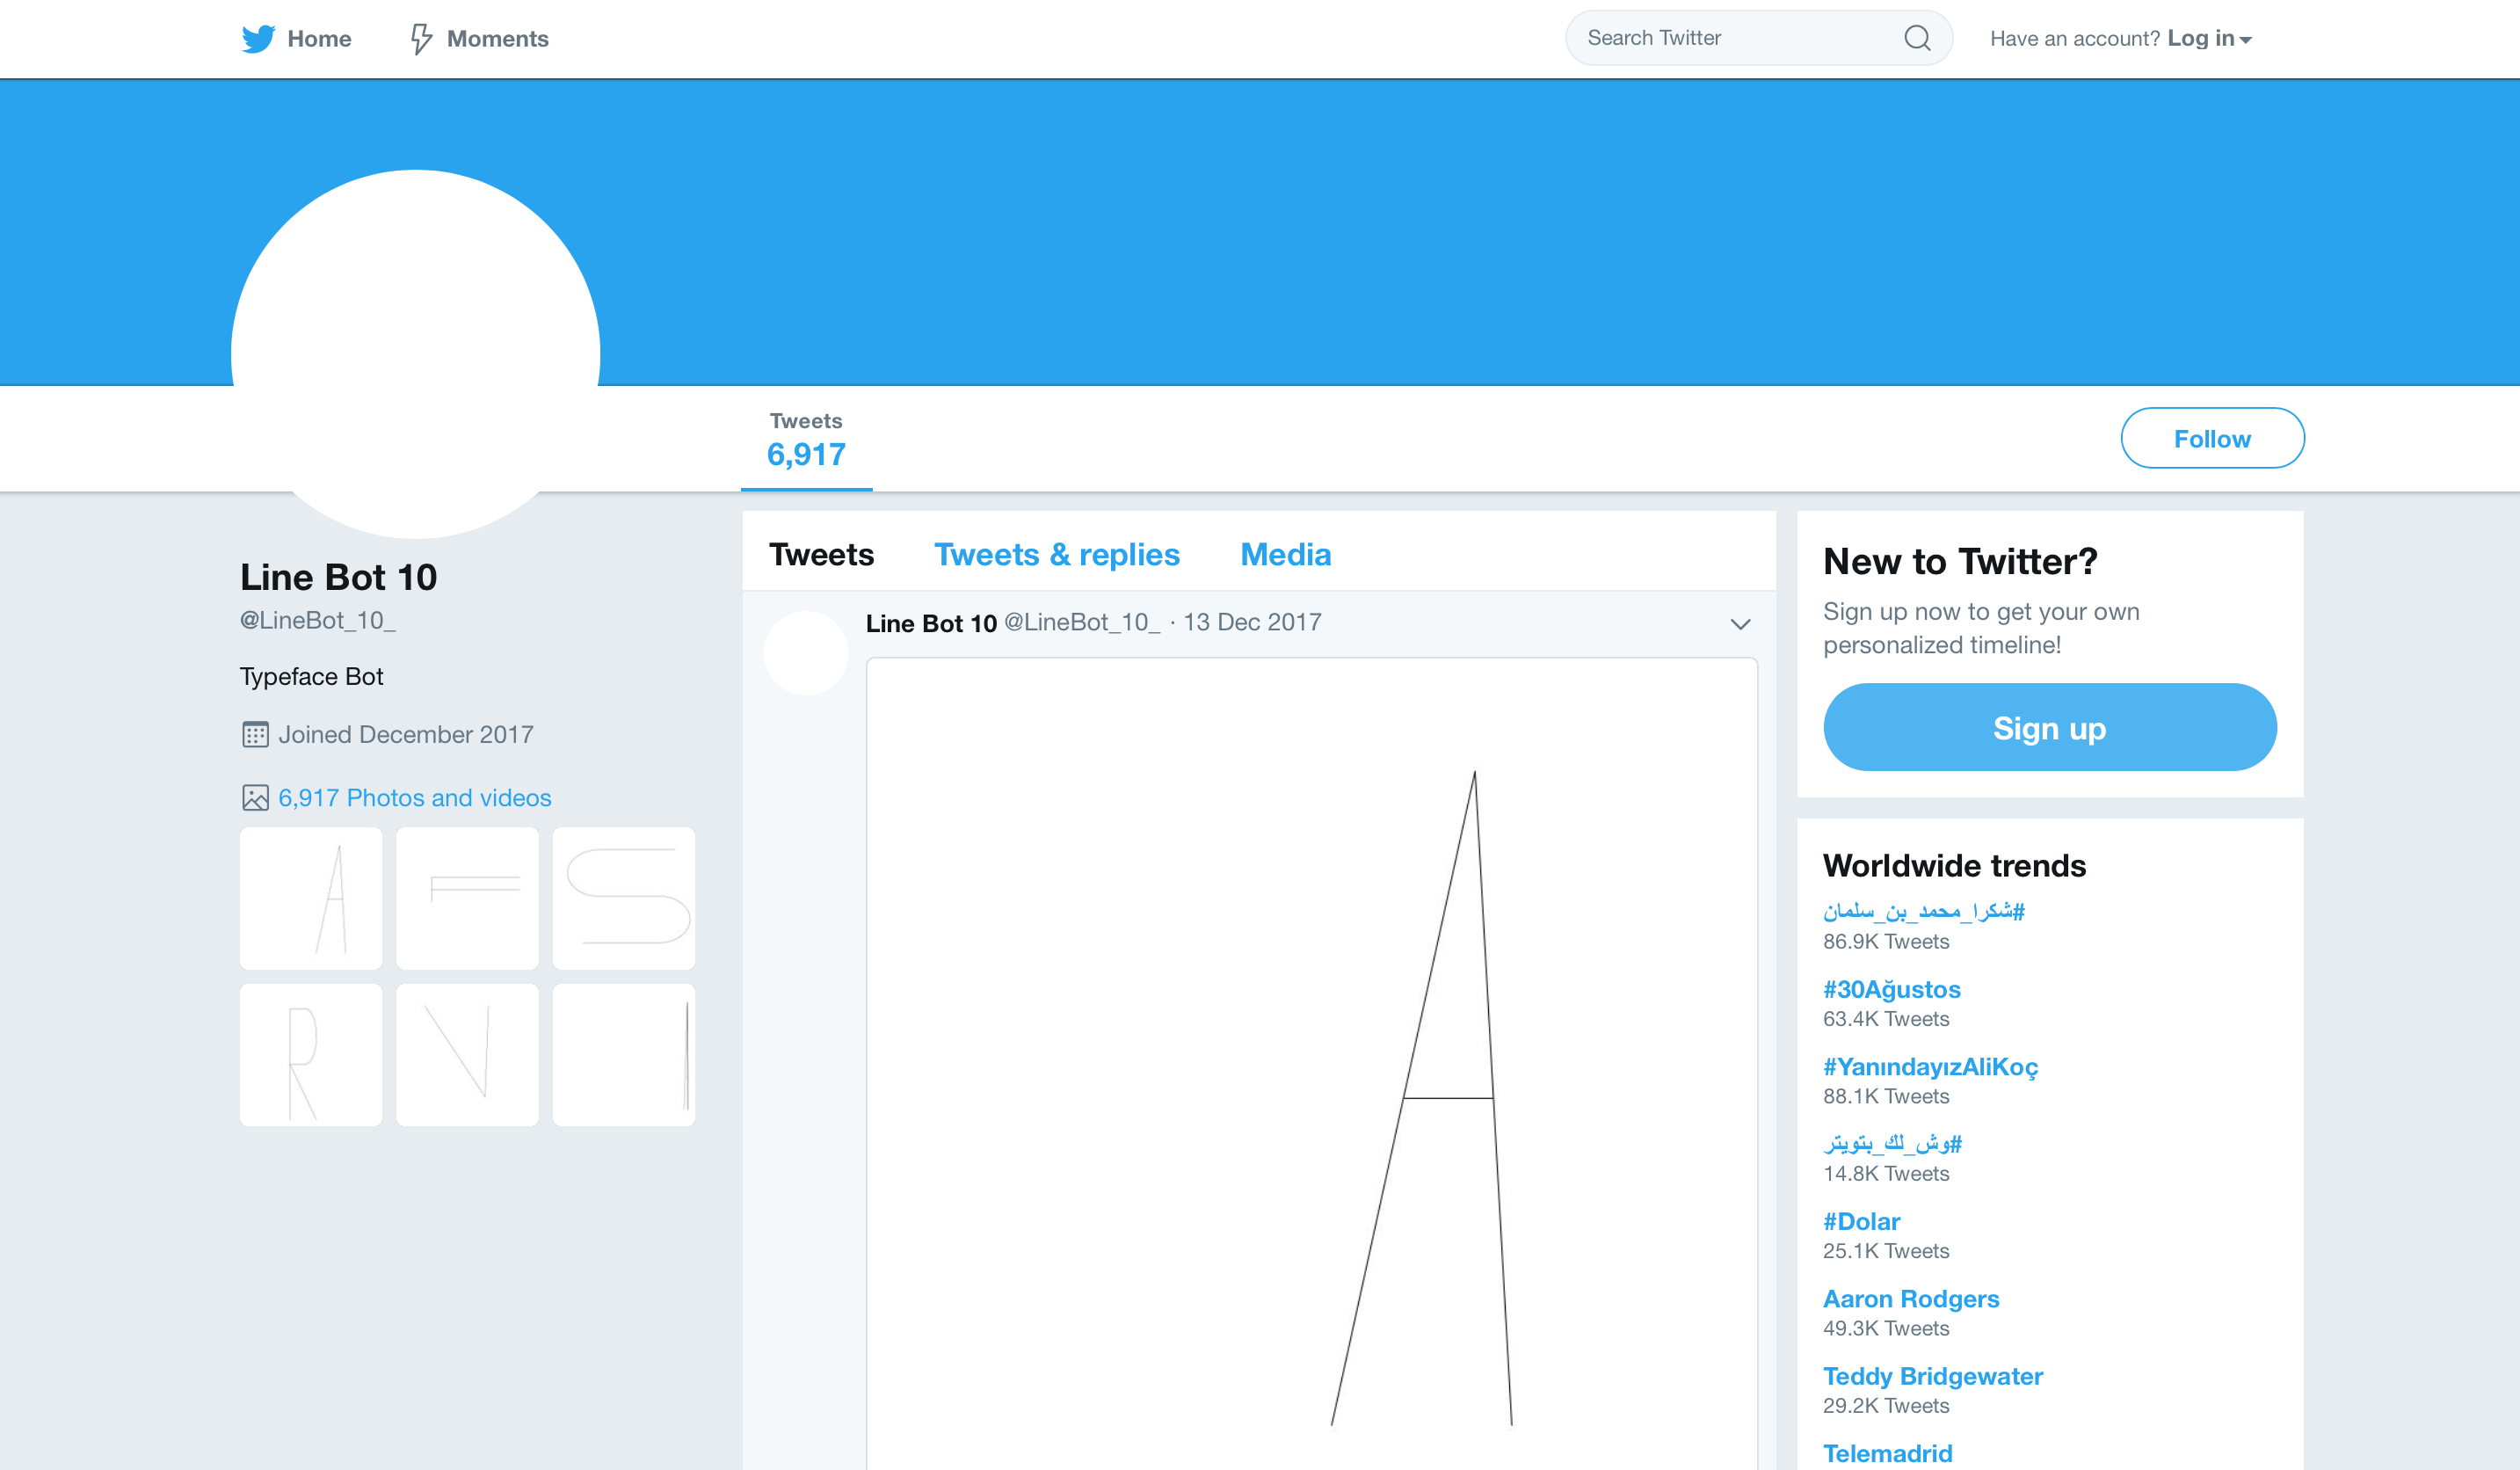 Home
Moments
Search Twitter
Have an account? Log in
Tweets
6,917
Follow
Line Bot 10
@LineBot_10_
Typeface Bot
Joined December 2017
6,917 Photos and videos
A
F
S
R
V
Tweets
Tweets & replies
Media
Line Bot 10 @LineBot_10_ · 13 Dec 2017
A
New to Twitter?
Sign up now to get your own
personalized timeline!
Sign up
Worldwide trends
#شكرا_محمد_بن_سلمان
86.9K Tweets
#30Ağustos
63.4K Tweets
#YanındayızAliKoç
88.1K Tweets
#وش_لك_بتويتر
14.8K Tweets
#Dolar
25.1K Tweets
Aaron Rodgers
49.3K Tweets
Teddy Bridgewater
29.2K Tweets
Telemadrid